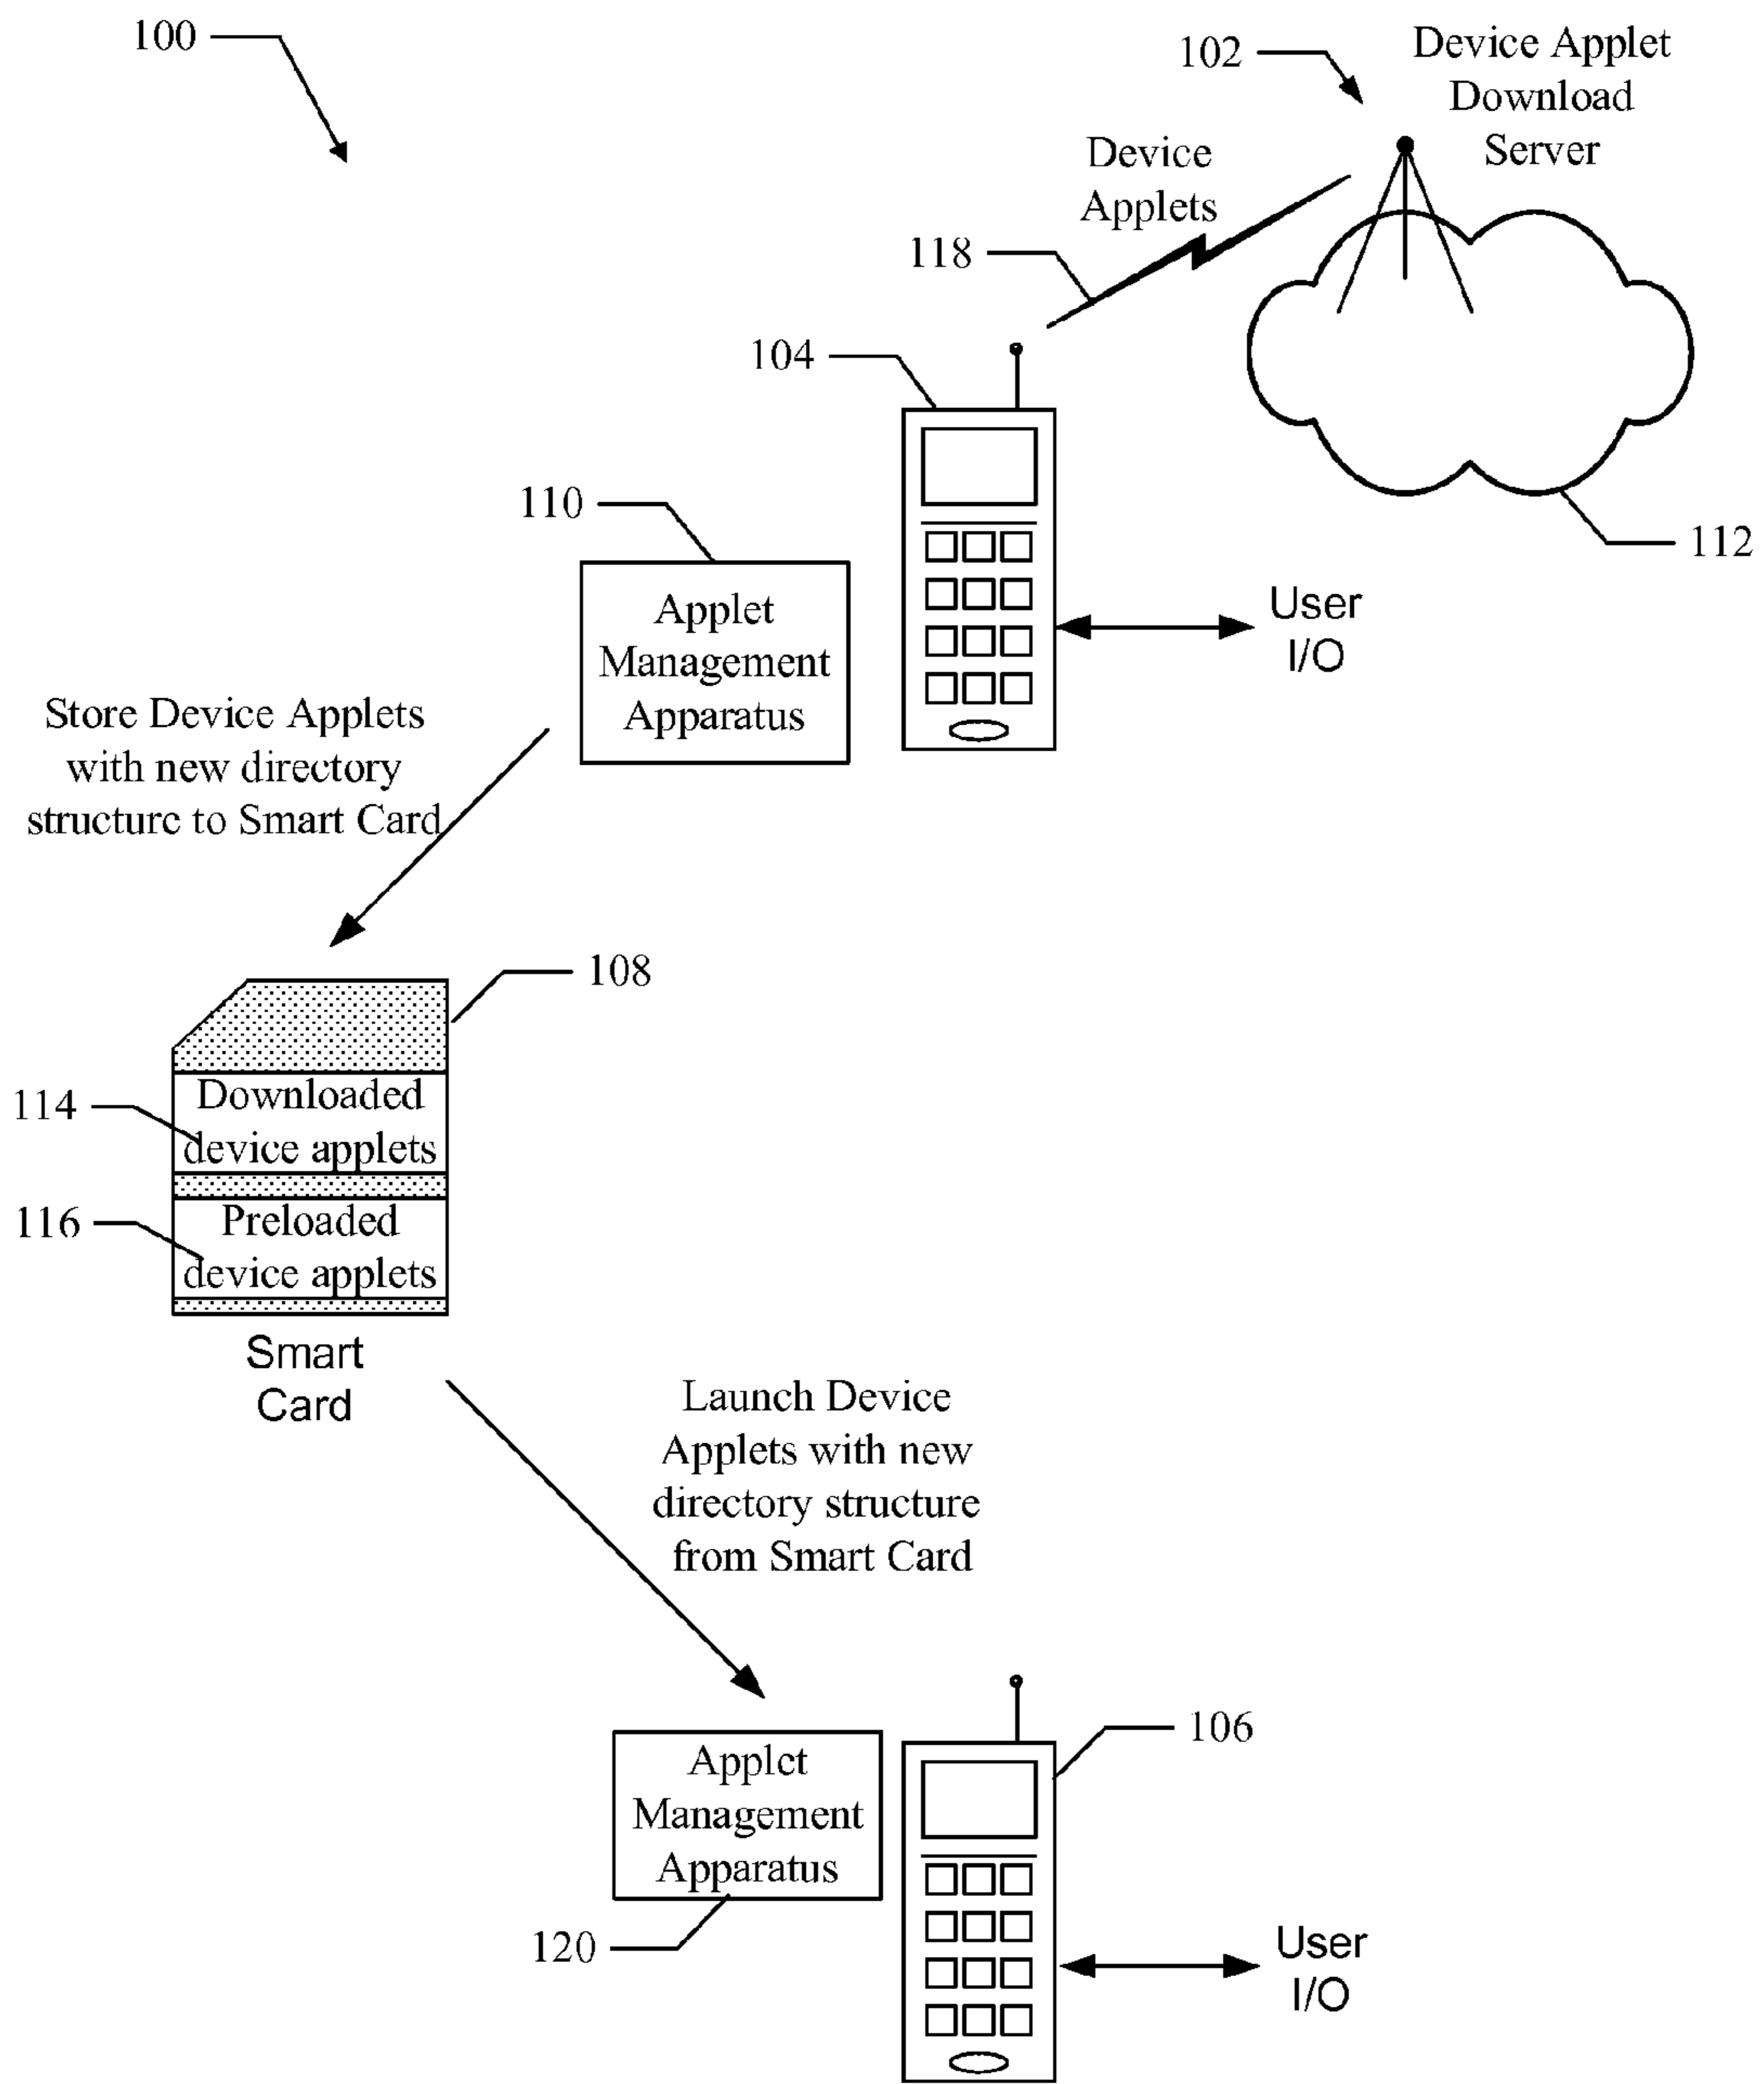 100
102
Device Applet
Download
Server
Device
Applets
118
104
110
112
Applet
Management
Apparatus
User
I/O
Store Device Applets
with new directory
structure to Smart Card
108
114
Downloaded
device applets
116
Preloaded
device applets
Smart
Card
Launch Device
Applets with new
directory structure
from Smart Card
106
Applet
Management
Apparatus
120
User
I/O